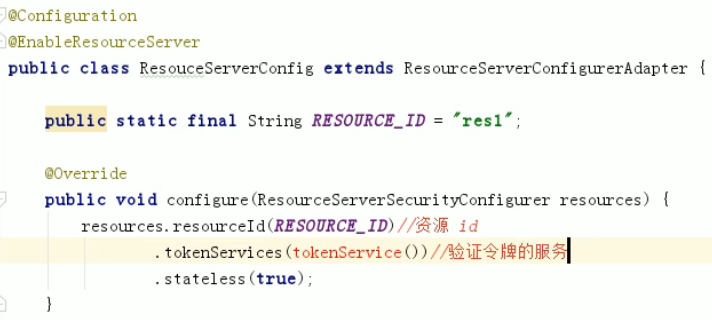 @Configuration
@EnableResourceServer
public class ResouceServerConfig extends ResourceServerConfigurerAdapter {
public static final String RESOURCE_ID = "res1";
@Override
public void configure(ResourceServerSecurityConfigurer resources) {
resources.resourceId(RESOURCE_ID)//资源 id
.tokenServices(tokenService())//验证令牌的服务
.stateless(true);
}